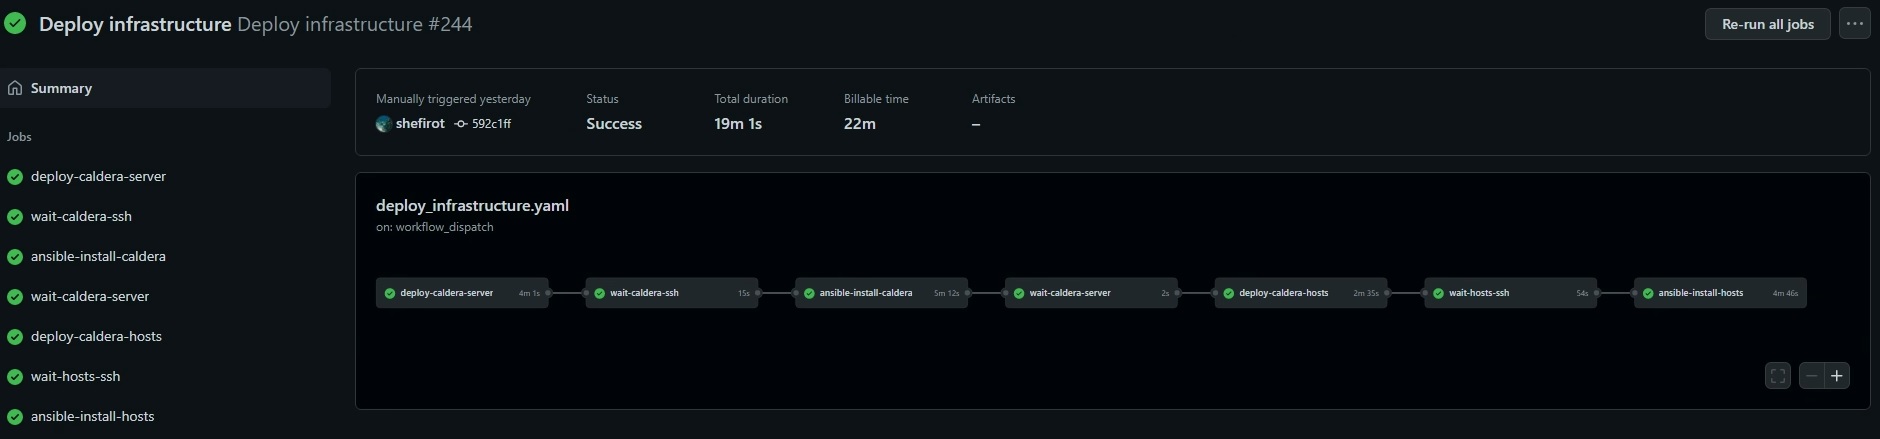 Deploy infrastructure Deploy infrastructure #244
Re-run all jobs
Summary
Jobs
deploy-caldera-server
wait-caldera-ssh
ansible-install-caldera
wait-caldera-server
deploy-caldera-hosts
wait-hosts-ssh
ansible-install-hosts
Manually triggered yesterday
shefirot 592c1ff
Status
Success
Total duration
19m 1s
Billable time
22m
Artifacts
–
deploy_infrastructure.yaml
on: workflow_dispatch
deploy-caldera-server 4m 1s
wait-caldera-ssh 15s
ansible-install-caldera 5m 12s
wait-caldera-server 2s
deploy-caldera-hosts 2m 35s
wait-hosts-ssh 54s
ansible-install-hosts 4m 46s